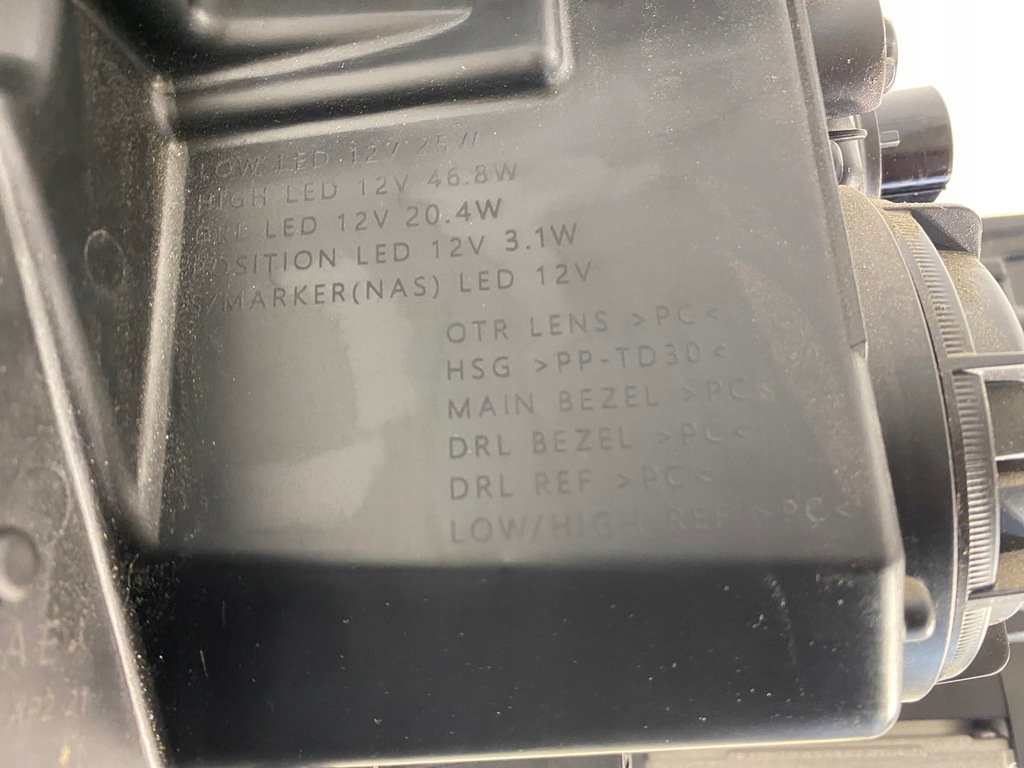 LOW LED 12V 25W
HIGH LED 12V 46.8W
DRL LED 12V 20.4W
POSITION LED 12V 3.1W
S/MARKER(NAS) LED 12V
OTR LENS >PC<
HSG >PP-TD30<
MAIN BEZEL >PC<
DRL BEZEL >PC<
DRL REF >PC<
LOW/HIGH REF >PC<